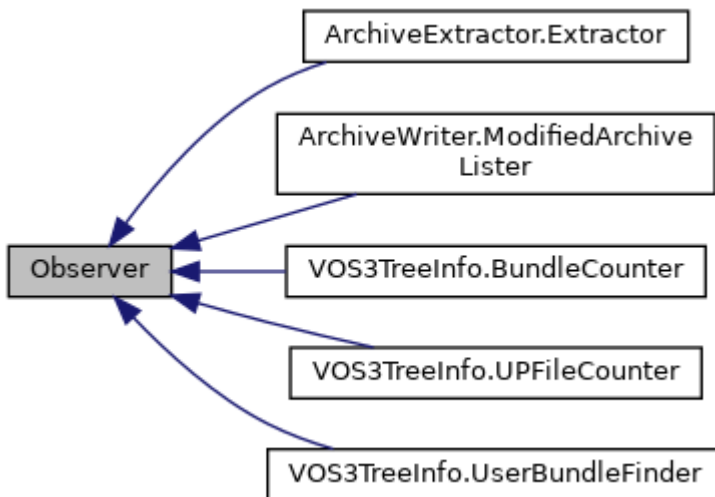 ArchiveExtractor.Extractor
ArchiveWriter.ModifiedArchive
Lister
Observer
VOS3TreeInfo.BundleCounter
VOS3TreeInfo.UPFileCounter
VOS3TreeInfo.UserBundleFinder